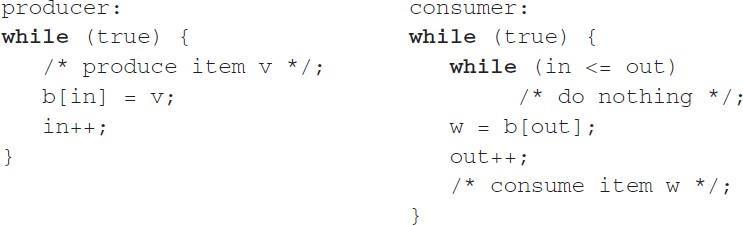 producer:
while (true) {
/* produce item v */;
b[in] = v;
in++;
}
consumer:
while (true) {
while (in <= out)
/* do nothing */;
w = b[out];
out++;
/* consume item w */;
}